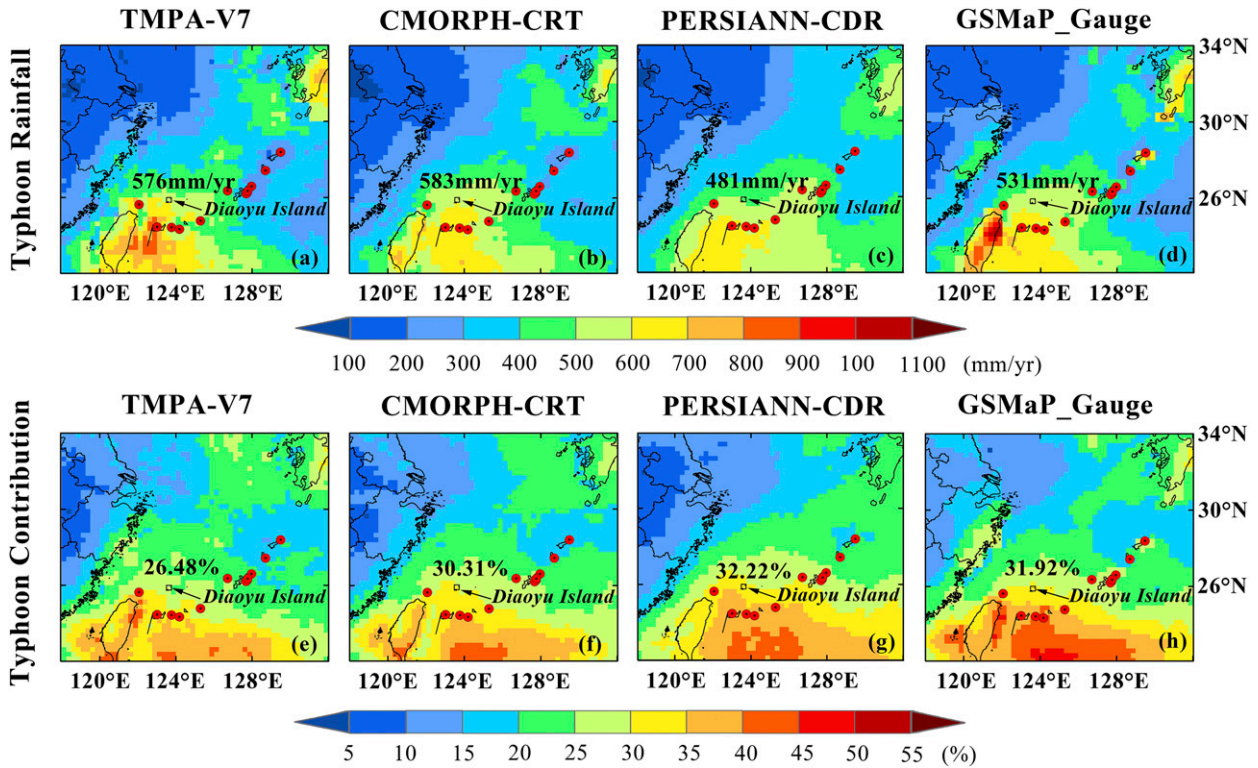 TMPA-V7 CMORPH-CRT PERSIANN-CDR GSMaP_Gauge
Typhoon Rainfall
34°N
30°N
26°N
576mm/yr
Diaoyu Island
(a)
583mm/yr
Diaoyu Island
(b)
481mm/yr
Diaoyu Island
(c)
531mm/yr
Diaoyu Island
(d)
120°E 124°E 128°E 120°E 124°E 128°E 120°E 124°E 128°E 120°E 124°E 128°E
100 200 300 400 500 600 700 800 900 100 1100 (mm/yr)
TMPA-V7 CMORPH-CRT PERSIANN-CDR GSMaP_Gauge
Typhoon Contribution
34°N
30°N
26°N
26.48%
Diaoyu Island
(e)
30.31%
Diaoyu Island
(f)
32.22%
Diaoyu Island
(g)
31.92%
Diaoyu Island
(h)
120°E 124°E 128°E 120°E 124°E 128°E 120°E 124°E 128°E 120°E 124°E 128°E
5 10 15 20 25 30 35 40 45 50 55 (%)